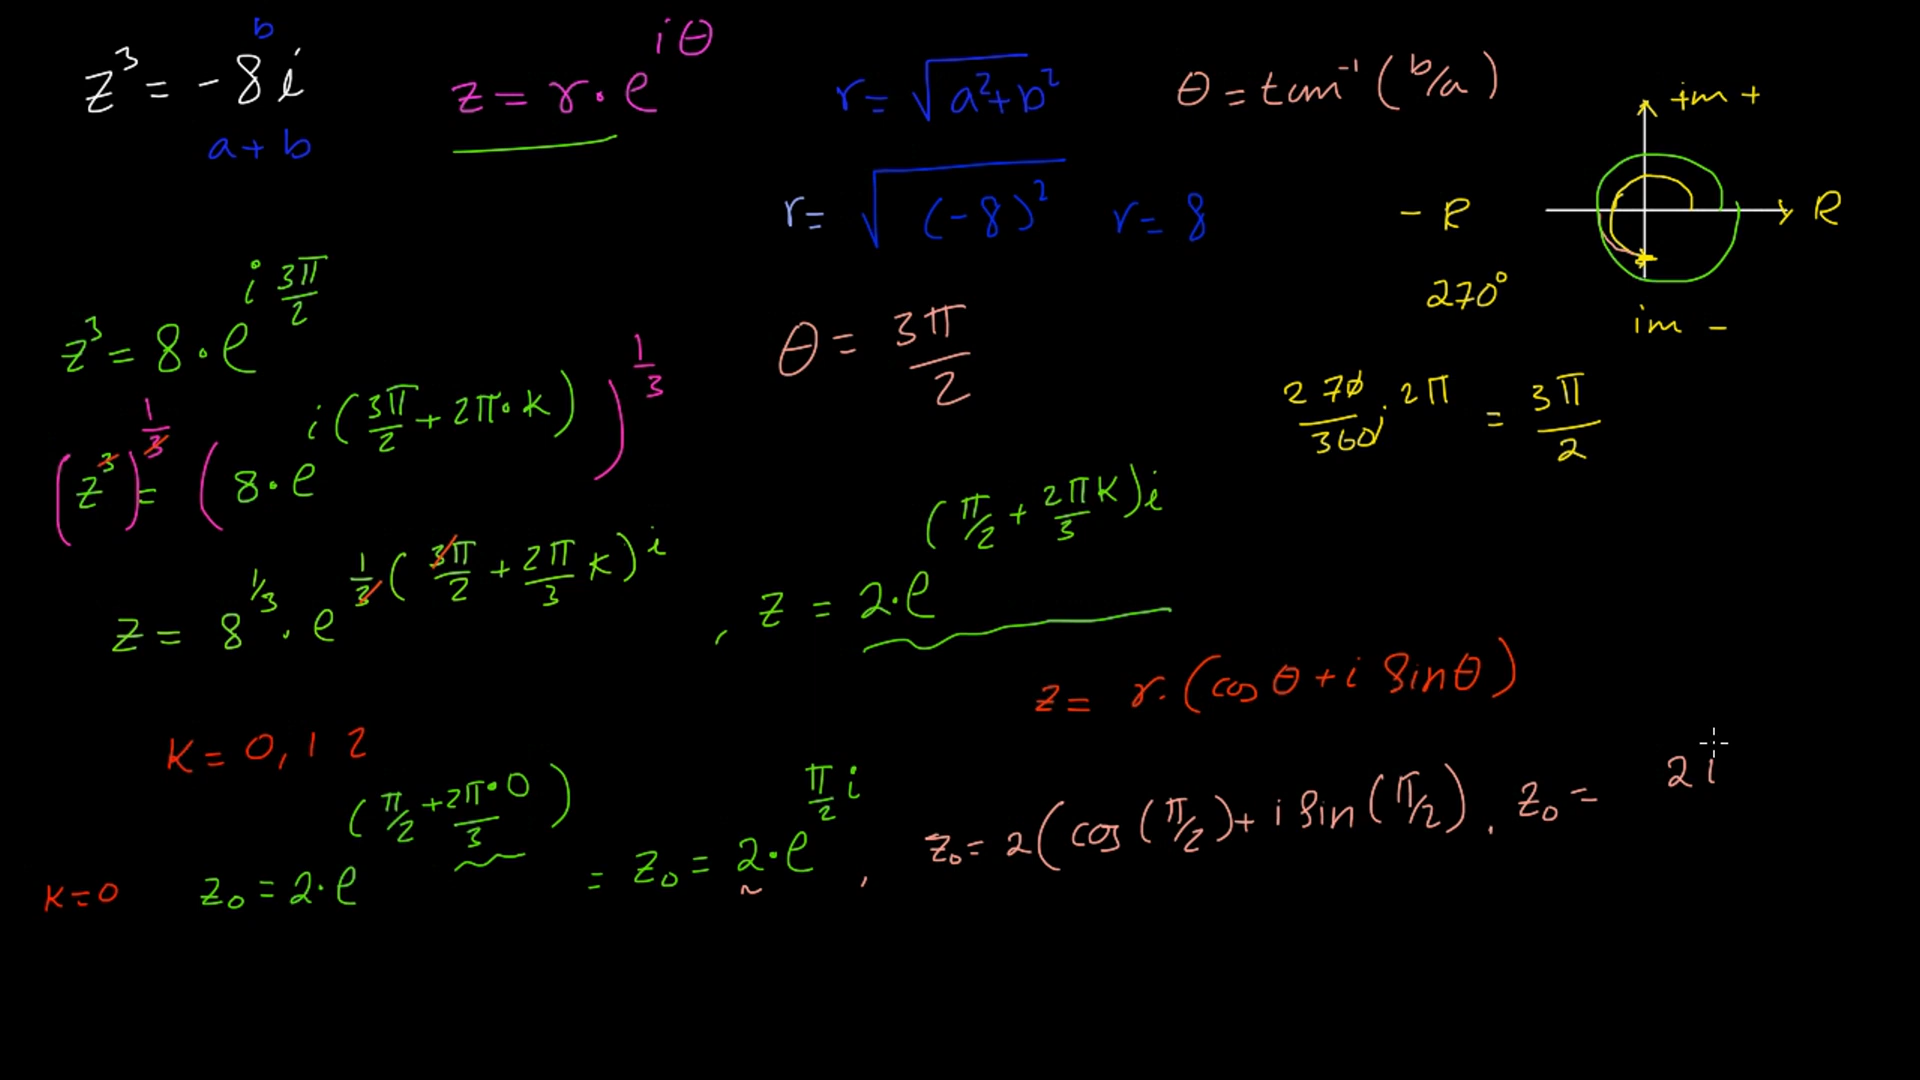 z³ = -8i
b
a + b
z = r · e^{iθ}
r = √(a² + b²)
θ = tan⁻¹ (b/a)
im +
r = √((-8)²)   r = 8
- R
R
270°
im -
z³ = 8 · e^{i 3π/2}
θ = 3π/2
270/360 · 2π = 3π/2
(z³)^{1/3} = (8 · e^{i(3π/2 + 2π·k)})^{1/3}
z = 8^{1/3} · e^{1/3(3π/2 + 2π/3 k)i} , z = 2 · e^{(π/2 + 2πk/3)i}
z = r · (cos θ + i sin θ)
k = 0, 1 2
k=0   z₀ = 2 · e^{(π/2 + 2π·0/3)} = z₀ = 2 · e^{π/2 i} , z₀ = 2(cos(π/2) + i sin(π/2) . z₀ = 2i